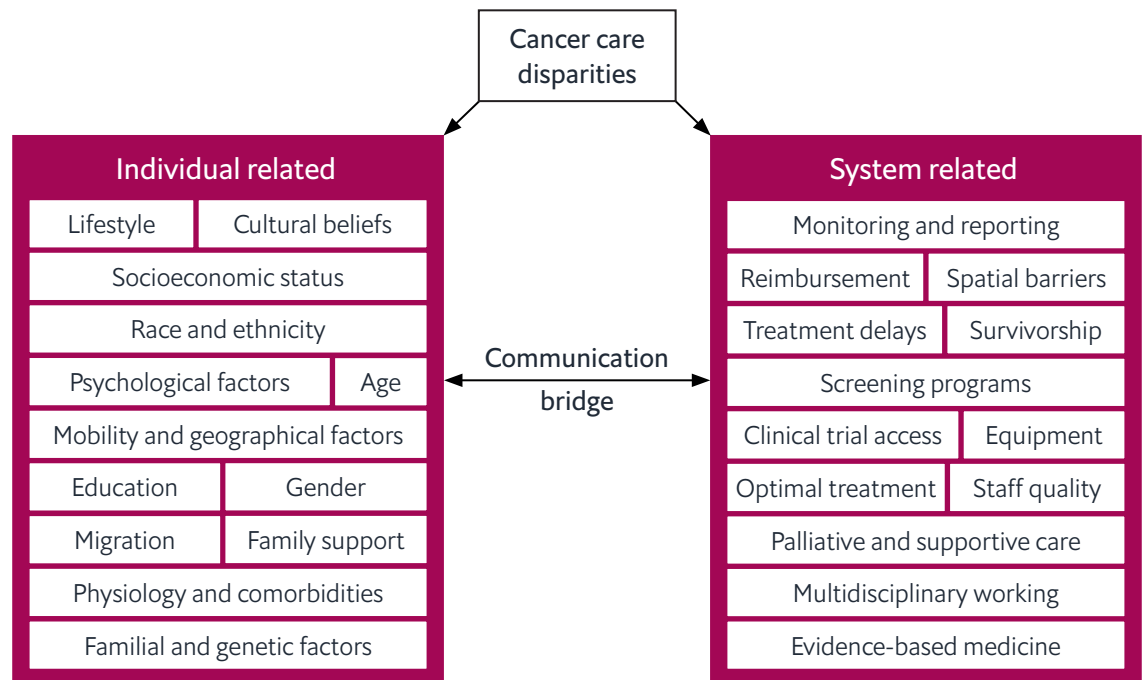 Cancer care
disparities
Individual related
Lifestyle
Cultural beliefs
Socioeconomic status
Race and ethnicity
Psychological factors
Age
Mobility and geographical factors
Education
Gender
Migration
Family support
Physiology and comorbidities
Familial and genetic factors
Communication
bridge
System related
Monitoring and reporting
Reimbursement
Spatial barriers
Treatment delays
Survivorship
Screening programs
Clinical trial access
Equipment
Optimal treatment
Staff quality
Palliative and supportive care
Multidisciplinary working
Evidence-based medicine